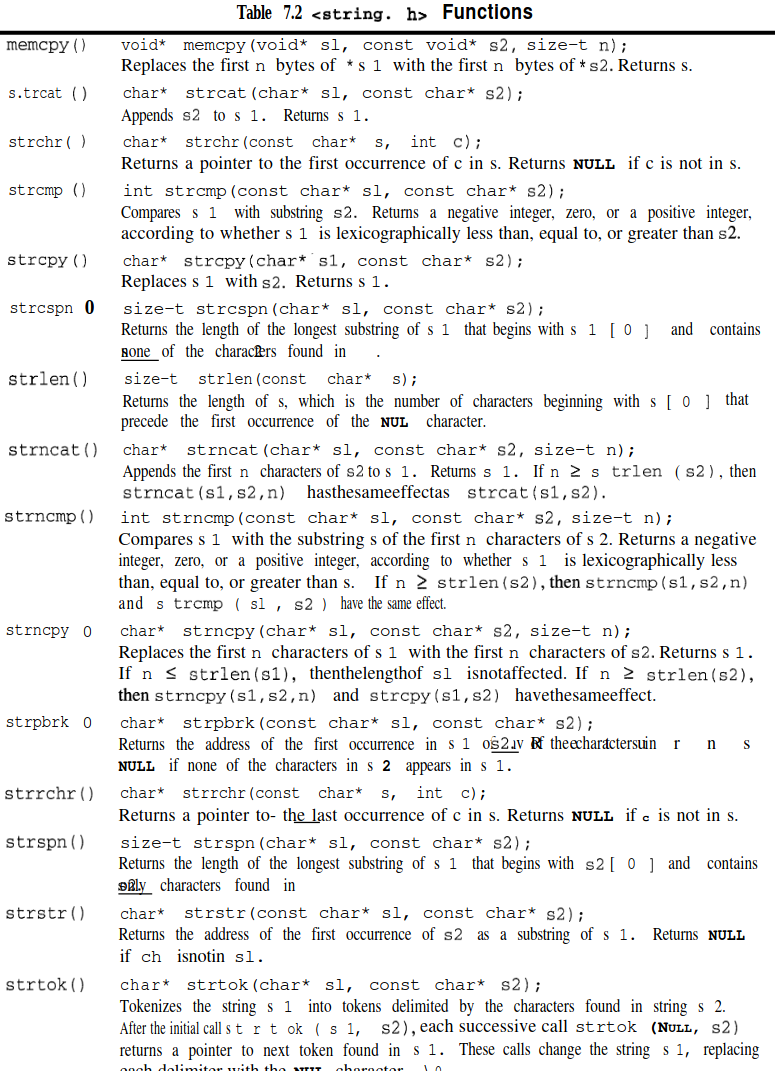 Table 7.2 <string. h> Functions
memcpy() void* memcpy(void* sl, const void* s2, size-t n);
Replaces the first n bytes of *s 1 with the first n bytes of *s2. Returns s.
s.trcat () char* strcat(char* sl, const char* s2);
Appends s2 to s 1. Returns s 1.
strchr( ) char* strchr(const char* s, int c);
Returns a pointer to the first occurrence of c in s. Returns NULL if c is not in s.
strcmp () int strcmp(const char* sl, const char* s2);
Compares s 1 with substring s2. Returns a negative integer, zero, or a positive integer,
according to whether s 1 is lexicographically less than, equal to, or greater than s2.
strcpy() char* strcpy(char* s1, const char* s2);
Replaces s 1 with s2. Returns s 1.
strcspn 0 size-t strcspn(char* sl, const char* s2);
Returns the length of the longest substring of s 1 that begins with s 1 [ 0 ] and contains
none of the characters found in .
strlen() size-t strlen(const char* s);
Returns the length of s, which is the number of characters beginning with s [ 0 ] that
precede the first occurrence of the NUL character.
strncat() char* strncat(char* sl, const char* s2, size-t n);
Appends the first n characters of s2 to s 1. Returns s 1. If n ≥ s trlen ( s2), then
strncat(s1,s2,n) hasthesameeffectas strcat(s1,s2).
strncmp() int strncmp(const char* sl, const char* s2, size-t n);
Compares s 1 with the substring s of the first n characters of s 2. Returns a negative
integer, zero, or a positive integer, according to whether s 1 is lexicographically less
than, equal to, or greater than s. If n ≥ strlen(s2), then strncmp(s1,s2,n)
and s trcmp ( sl , s2 ) have the same effect.
strncpy 0 char* strncpy(char* sl, const char* s2, size-t n);
Replaces the first n characters of s 1 with the first n characters of s2. Returns s 1.
If n ≤ strlen(s1), thenthelengthof sl isnotaffected. If n ≥ strlen(s2),
then strncpy(s1,s2,n) and strcpy(s1,s2) havethesameeffect.
strpbrk 0 char* strpbrk(const char* sl, const char* s2);
Returns the address of the first occurrence in s 1 r n s
NULL if none of the characters in s 2 appears in s 1.
strrchr() char* strrchr(const char* s, int c);
Returns a pointer to- the last occurrence of c in s. Returns NULL if c is not in s.
strspn() size-t strspn(char* sl, const char* s2);
Returns the length of the longest substring of s 1 that begins with s2[ 0 ] and contains
characters found in
strstr() char* strstr(const char* sl, const char* s2);
Returns the address of the first occurrence of s2 as a substring of s 1. Returns NULL
if ch isnotin sl.
strtok() char* strtok(char* sl, const char* s2);
Tokenizes the string s 1 into tokens delimited by the characters found in string s 2.
After the initial call s t r t ok ( s 1, s2), each successive call strtok (NULL, s2)
returns a pointer to next token found in s 1. These calls change the string s 1, replacing
each delimiter with the NUL character \0